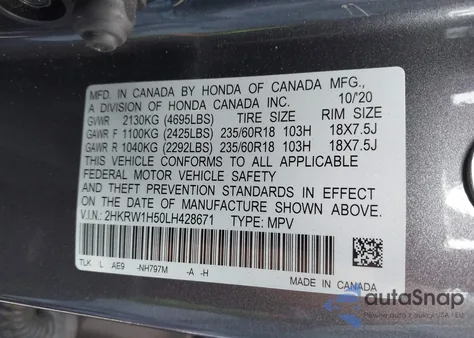 MFD. IN CANADA BY HONDA OF CANADA MFG.,
A DIVISION OF HONDA CANADA INC. 10/'20
GVWR 2130KG (4695LBS) TIRE SIZE RIM SIZE
GAWR F 1100KG (2425LBS) 235/60R18 103H 18X7.5J
GAWR R 1040KG (2292LBS) 235/60R18 103H 18X7.5J
THIS VEHICLE CONFORMS TO ALL APPLICABLE
FEDERAL MOTOR VEHICLE SAFETY
AND THEFT PREVENTION STANDARDS IN EFFECT
ON THE DATE OF MANUFACTURE SHOWN ABOVE.
V.I.N.: 2HKRW1H50LH428671 TYPE: MPV
TLK L AE9 -NH797M -A -H
MADE IN CANADA
autoSnap